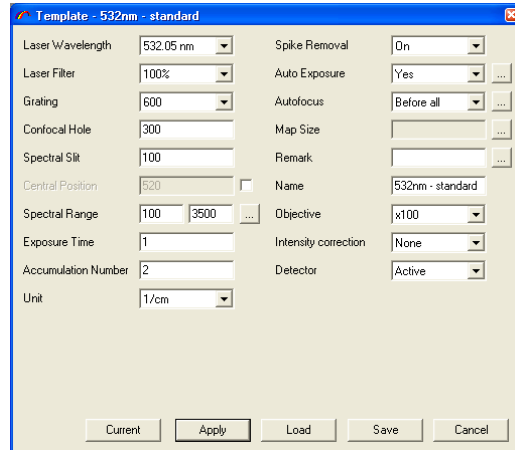 Template - 532nm - standard
Laser Wavelength 532.05 nm Spike Removal On
Laser Filter 100% Auto Exposure Yes ...
Grating 600 Autofocus Before all ...
Confocal Hole 300 Map Size ...
Spectral Slit 100 Remark ...
Central Position 520 Name 532nm - standard
Spectral Range 100 3500 ... Objective x100
Exposure Time 1 Intensity correction None
Accumulation Number 2 Detector Active
Unit 1/cm
Current Apply Load Save Cancel